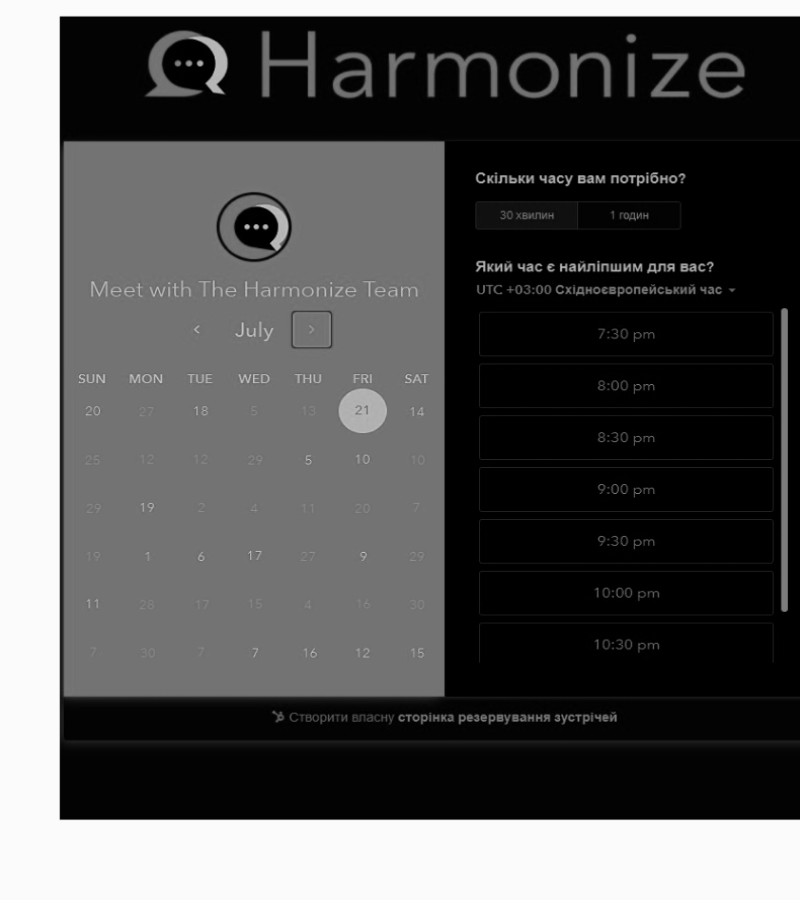 Harmonize
Meet with The Harmonize Team
July
SUN MON TUE WED THU FRI SAT
20 27 18 5 13 21 14
25 12 12 29 5 10 10
29 19 2 4 11 20 7
19 1 6 17 27 9 29
11 28 17 15 4 16 30
7 30 7 7 16 12 15
Скільки часу вам потрібно?
30 хвилин 1 годин
Який час є найліпшим для вас?
UTC +03:00 Східноєвропейський час
7:30 pm
8:00 pm
8:30 pm
9:00 pm
9:30 pm
10:00 pm
10:30 pm
Створити власну сторінка резервування зустрічей